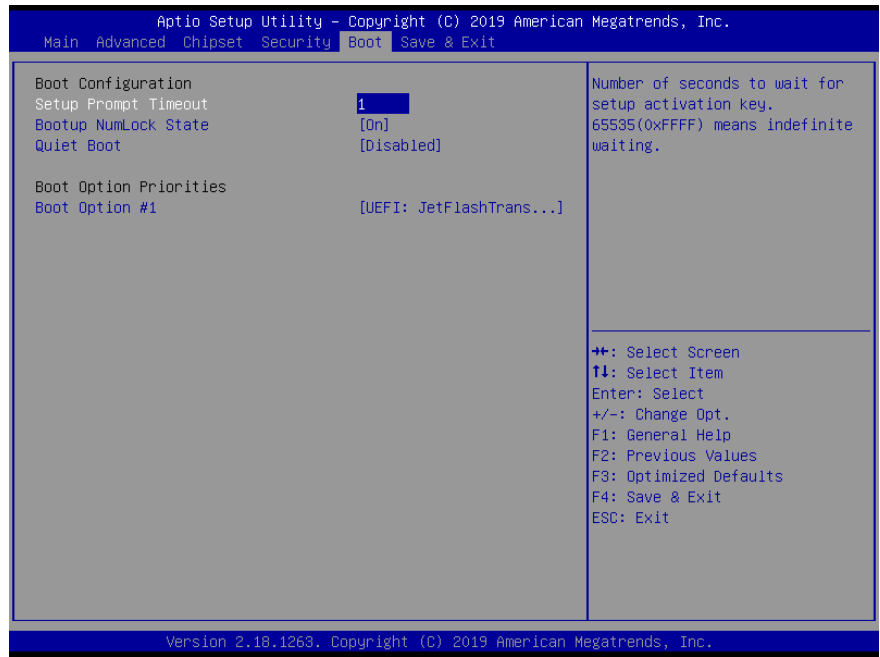 Aptio Setup Utility – Copyright (C) 2019 American Megatrends, Inc.
Main Advanced Chipset Security Boot Save & Exit
Boot Configuration
Setup Prompt Timeout 1
Bootup NumLock State [On]
Quiet Boot [Disabled]
Boot Option Priorities
Boot Option #1 [UEFI: JetFlashTrans...]
Number of seconds to wait for
setup activation key.
65535(0xFFFF) means indefinite
waiting.
→←: Select Screen
↑↓: Select Item
Enter: Select
+/-: Change Opt.
F1: General Help
F2: Previous Values
F3: Optimized Defaults
F4: Save & Exit
ESC: Exit
Version 2.18.1263. Copyright (C) 2019 American Megatrends, Inc.